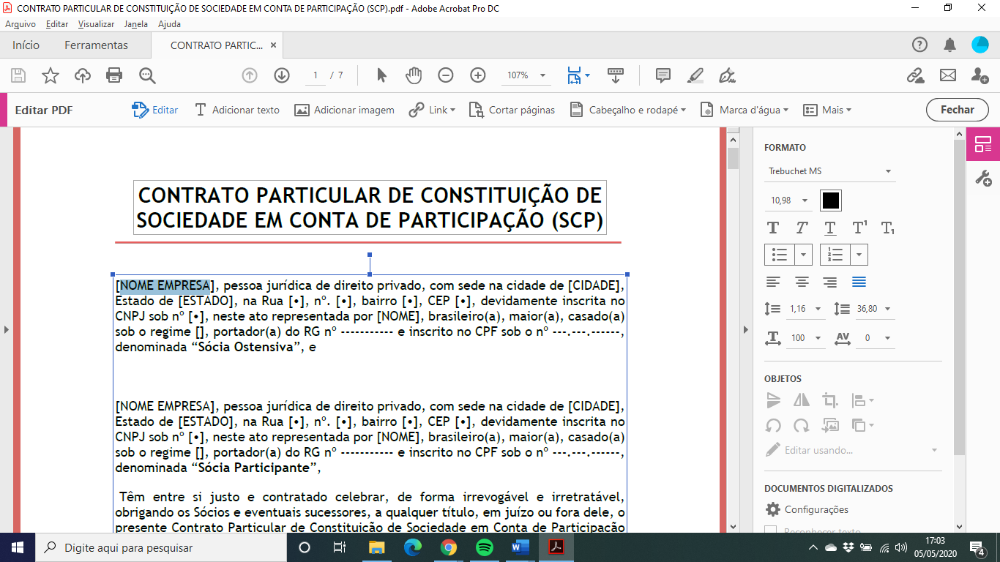 CONTRATO PARTICULAR DE CONSTITUIÇÃO DE SOCIEDADE EM CONTA DE PARTICIPAÇÃO (SCP).pdf - Adobe Acrobat Pro DC
Arquivo Editar Visualizar Janela Ajuda
Início Ferramentas CONTRATO PARTIC... ×
1 / 7 107%
Editar PDF Editar Adicionar texto Adicionar imagem Link Cortar páginas Cabeçalho e rodapé Marca d'água Mais Fechar
CONTRATO PARTICULAR DE CONSTITUIÇÃO DE
SOCIEDADE EM CONTA DE PARTICIPAÇÃO (SCP)
[NOME EMPRESA], pessoa jurídica de direito privado, com sede na cidade de [CIDADE],
Estado de [ESTADO], na Rua [•], nº. [•], bairro [•], CEP [•], devidamente inscrita no
CNPJ sob nº [•], neste ato representada por [NOME], brasileiro(a), maior(a), casado(a)
sob o regime [], portador(a) do RG nº ----------- e inscrito no CPF sob o nº ---.---.------,
denominada “Sócia Ostensiva”, e
[NOME EMPRESA], pessoa jurídica de direito privado, com sede na cidade de [CIDADE],
Estado de [ESTADO], na Rua [•], nº. [•], bairro [•], CEP [•], devidamente inscrita no
CNPJ sob nº [•], neste ato representada por [NOME], brasileiro(a), maior(a), casado(a)
sob o regime [], portador(a) do RG nº ----------- e inscrito no CPF sob o nº ---.---.------,
denominada “Sócia Participante”,
Têm entre si justo e contratado celebrar, de forma irrevogável e irretratável,
obrigando os Sócios e eventuais sucessores, a qualquer título, em juízo ou fora dele, o
presente Contrato Particular de Constituição de Sociedade em Conta de Participação
FORMATO
Trebuchet MS
10,98
T T T T¹ T₁
1,16 36,80
100 AV 0
OBJETOS
Editar usando...
DOCUMENTOS DIGITALIZADOS
Configurações
Reconhecer texto
Digite aqui para pesquisar
17:03
05/05/2020
4